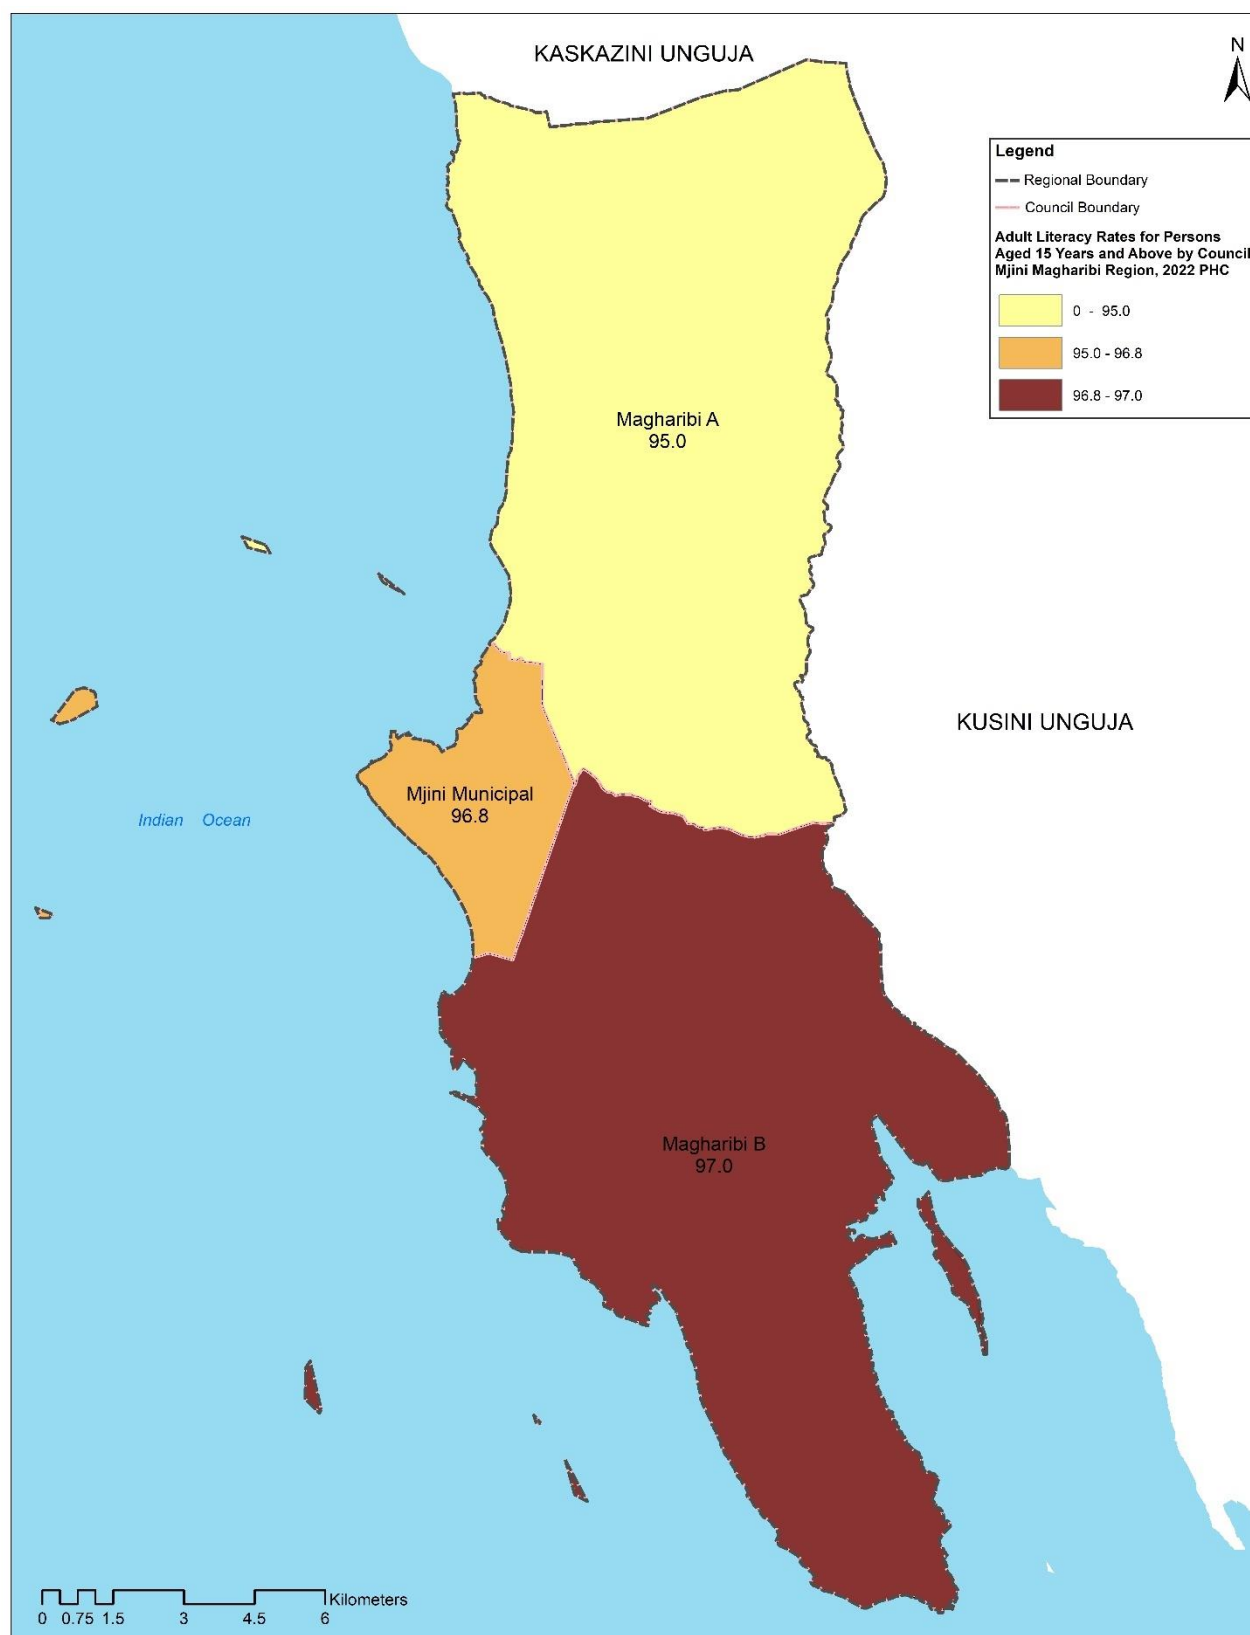 KASKAZINI UNGUJA
N
Legend
Regional Boundary
Council Boundary
Adult Literacy Rates for Persons
Aged 15 Years and Above by Council
Mjini Magharibi Region, 2022 PHC
0 - 95.0
95.0 - 96.8
96.8 - 97.0
Magharibi A
95.0
KUSINI UNGUJA
Mjini Municipal
96.8
Indian Ocean
Magharibi B
97.0
Kilometers
0 0.75 1.5 3 4.5 6